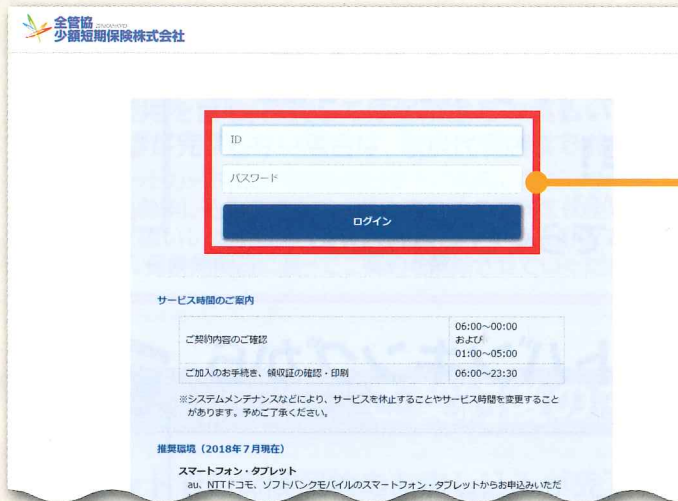 全管協
少額短期保険株式会社
ID
パスワード
ログイン
サービス時間のご案内
ご契約内容のご確認
06:00～00:00
および
01:00～05:00
ご加入のお手続き、領収証の確認・印刷
06:00～23:30
※システムメンテナンスなどにより、サービスを休止することやサービス時間を変更すること
があります。予めご了承ください。
推奨環境（2018年７月現在）
スマートフォン・タブレット
au、NTTドコモ、ソフトバンクモバイルのスマートフォン・タブレットからお申込みいただ